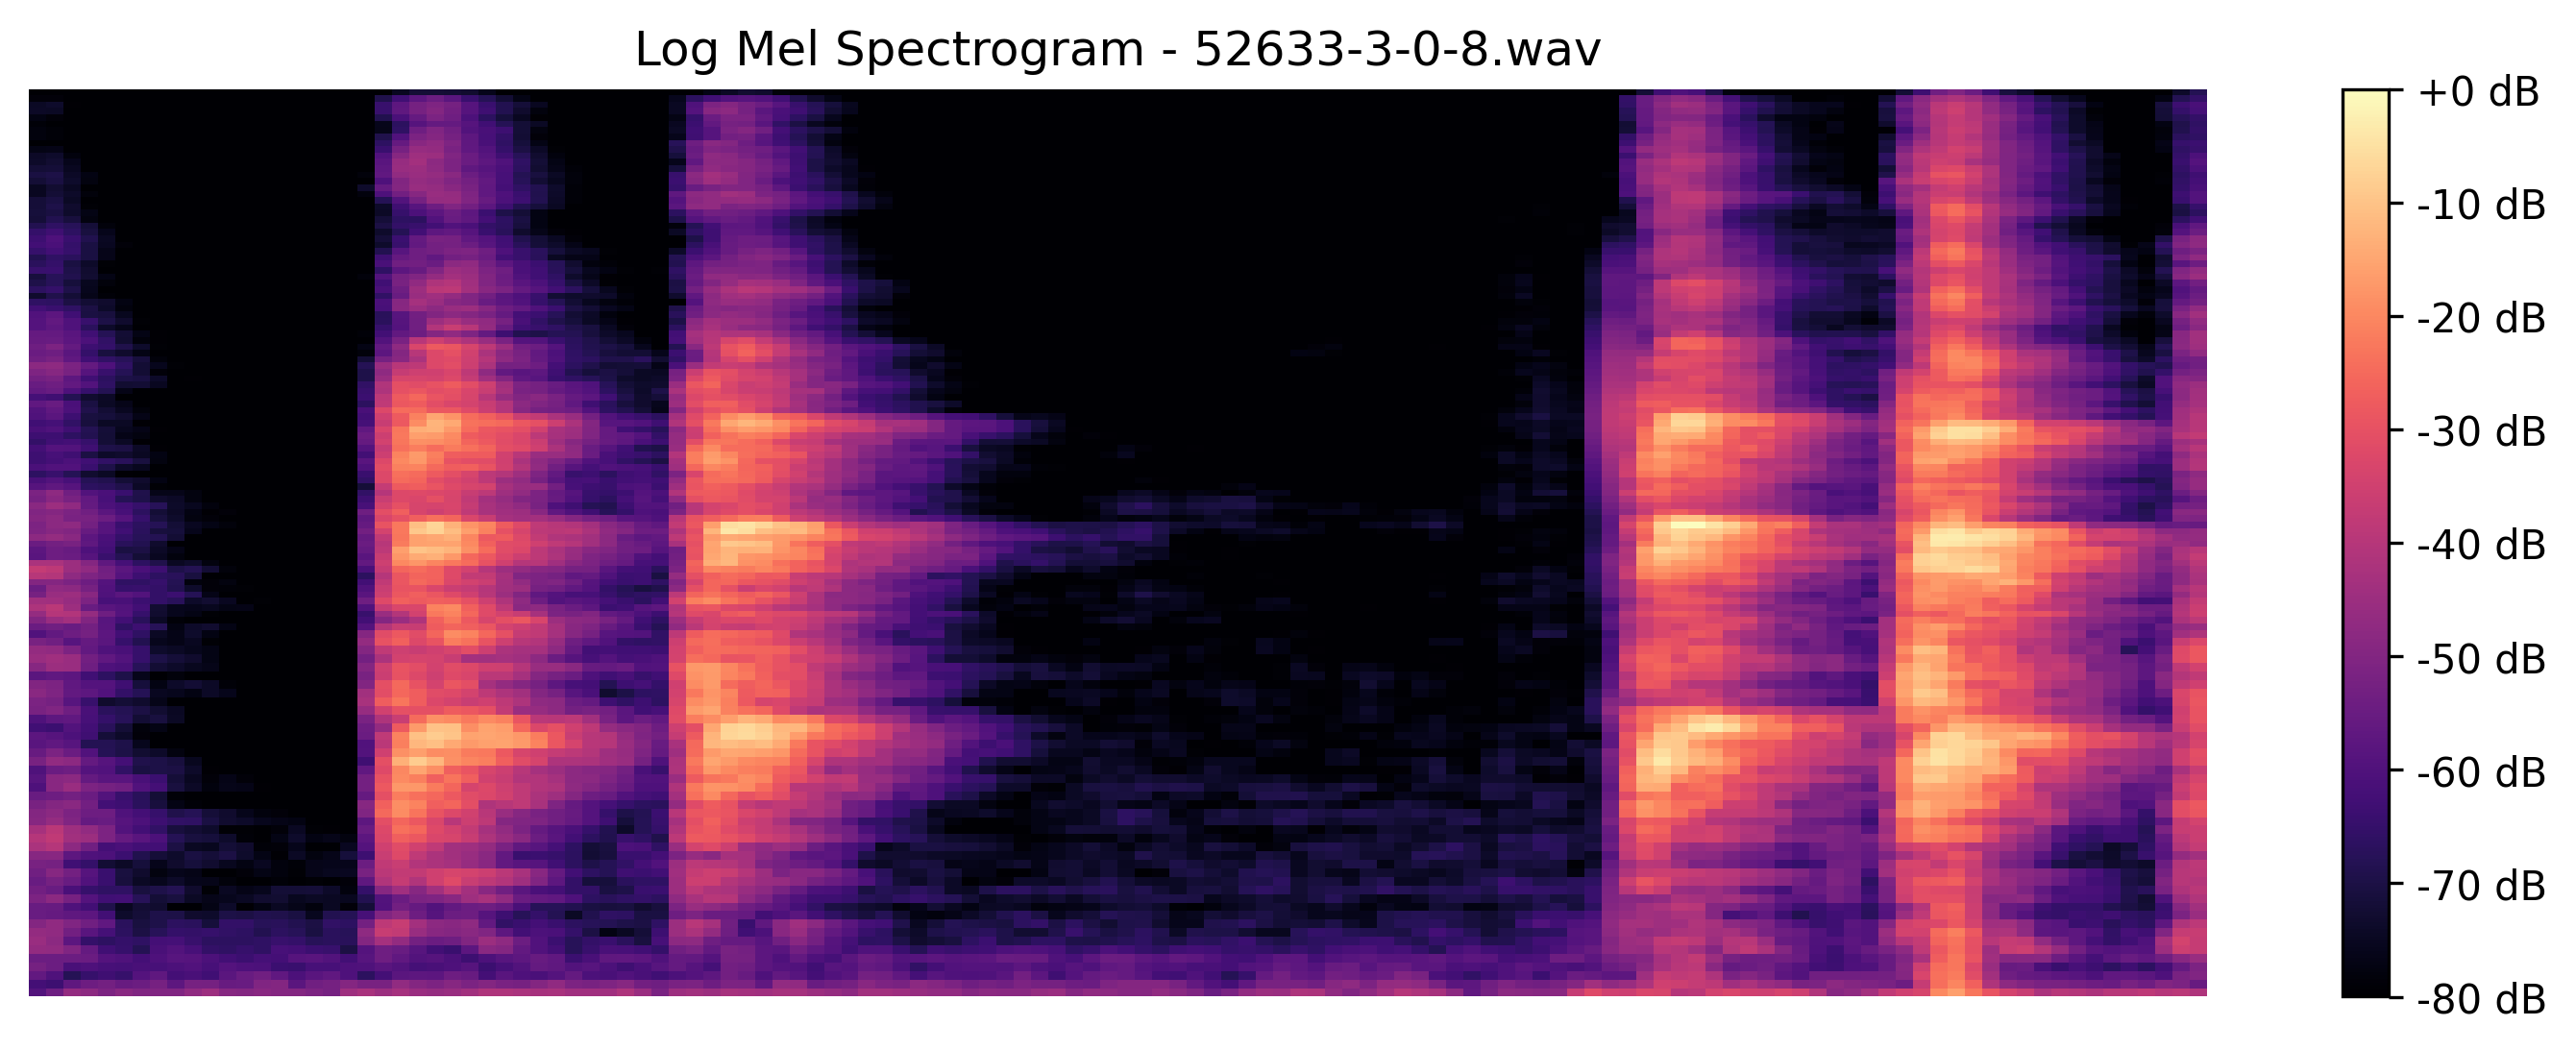 Log Mel Spectrogram - 52633-3-0-8.wav
+0 dB
-10 dB
-20 dB
-30 dB
-40 dB
-50 dB
-60 dB
-70 dB
-80 dB